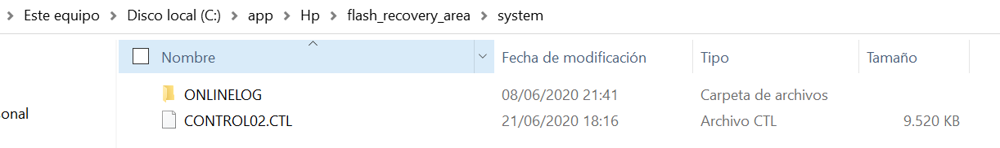 Este equipo > Disco local (C:) > app > Hp > flash_recovery_area > system
Nombre Fecha de modificación Tipo Tamaño
ONLINELOG 08/06/2020 21:41 Carpeta de archivos
sonal
CONTROL02.CTL 21/06/2020 18:16 Archivo CTL 9.520 KB